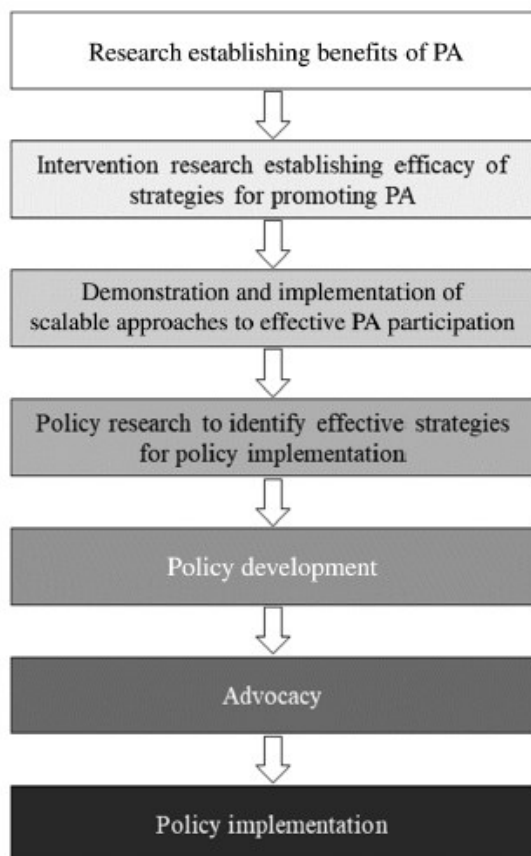 Research establishing benefits of PA
Intervention research establishing efficacy of
strategies for promoting PA
Demonstration and implementation of
scalable approaches to effective PA participation
Policy research to identify effective strategies
for policy implementation
Policy development
Advocacy
Policy implementation